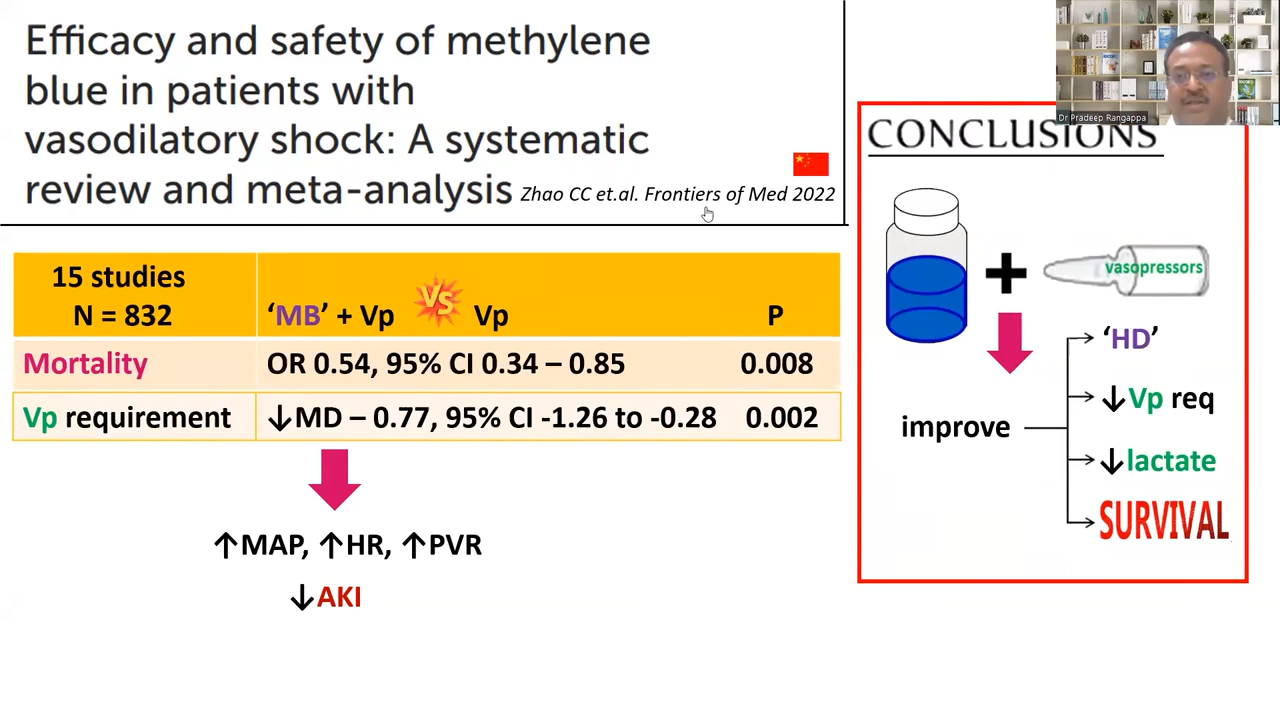 Efficacy and safety of methylene
blue in patients with
vasodilatory shock: A systematic
review and meta-analysis Zhao CC et.al. Frontiers of Med 2022
15 studies
N = 832
‘MB’ + Vp VS Vp P
Mortality OR 0.54, 95% CI 0.34 – 0.85 0.008
Vp requirement ↓MD – 0.77, 95% CI -1.26 to -0.28 0.002
↑MAP, ↑HR, ↑PVR
↓AKI
Dr Pradeep Rangappa
CONCLUSIONS
+ vasopressors
improve
‘HD’
↓Vp req
↓lactate
SURVIVAL